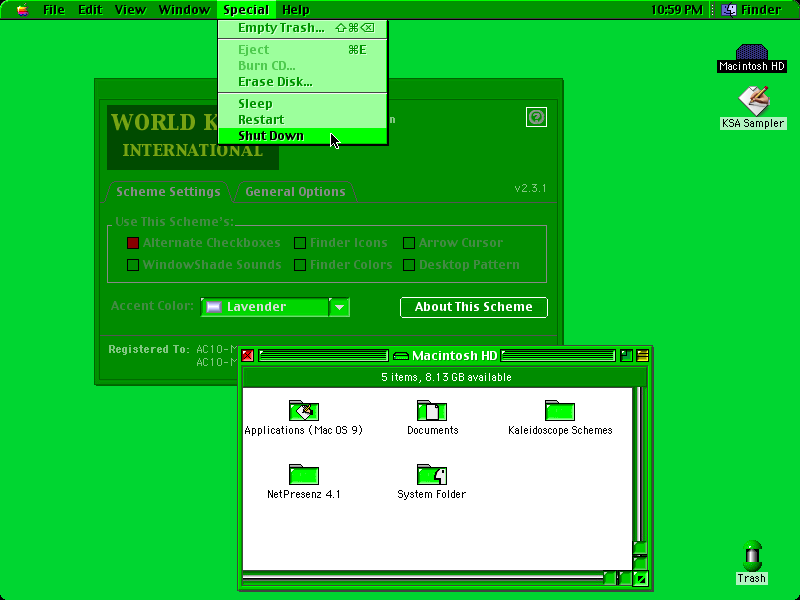 File Edit View Window Special Help 10:59 PM Finder
Empty Trash... ⇧⌘⌫
Eject ⌘E
Burn CD...
Erase Disk...
Sleep
Restart
Shut Down
Macintosh HD
KSA Sampler
WORLD K
INTERNATIONAL
v2.3.1
Scheme Settings General Options
Use This Scheme's:
Alternate Checkboxes Finder Icons Arrow Cursor
WindowShade Sounds Finder Colors Desktop Pattern
Accent Color: Lavender About This Scheme
Registered To: AC10-M
AC10-M
Macintosh HD
5 items, 8.13 GB available
Applications (Mac OS 9) Documents Kaleidoscope Schemes
NetPresenz 4.1 System Folder
Trash